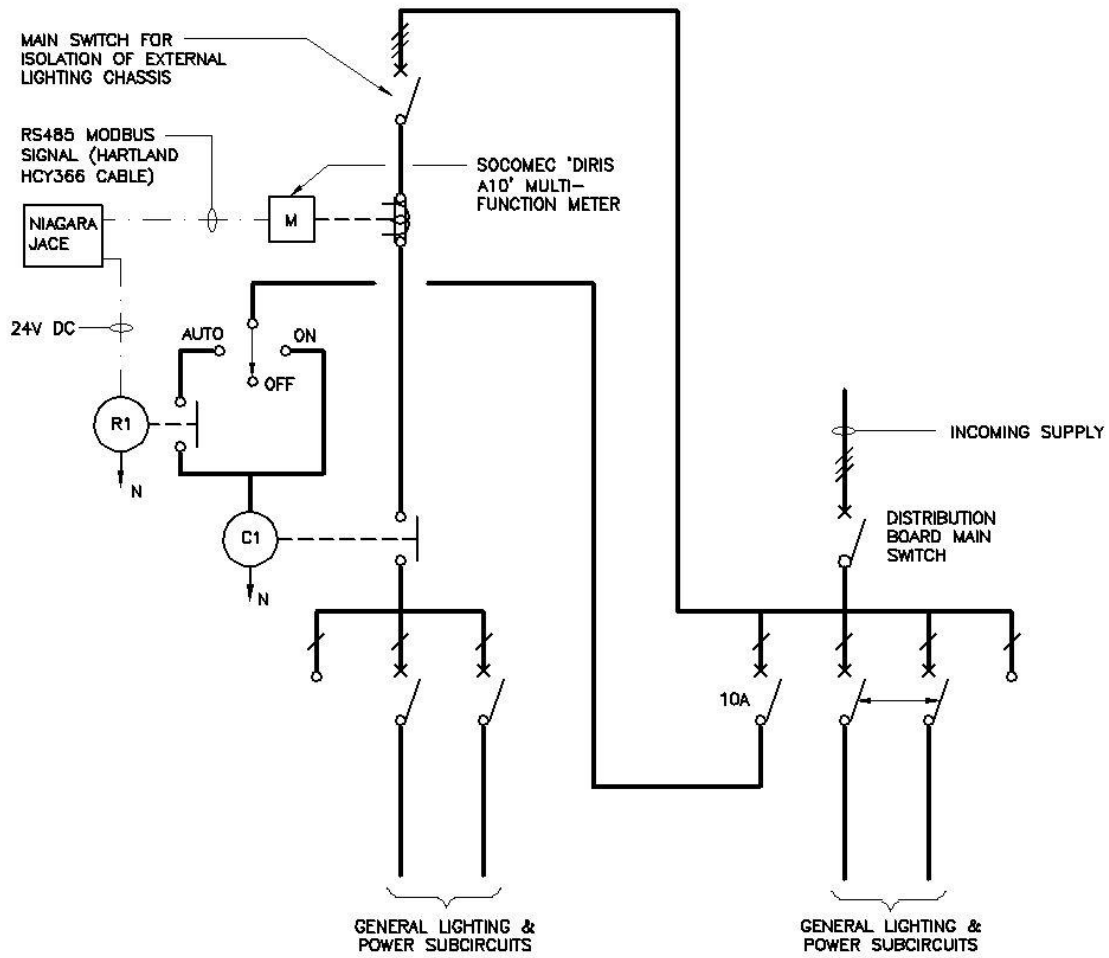 MAIN SWITCH FOR
ISOLATION OF EXTERNAL
LIGHTING CHASSIS
RS485 MODBUS
SIGNAL (HARTLAND
HCY366 CABLE)
SOCOMEC 'DIRIS
A10' MULTI-
FUNCTION METER
M
NIAGARA
JACE
24V DC
AUTO
ON
OFF
R1
N
INCOMING SUPPLY
C1
N
DISTRIBUTION
BOARD MAIN
SWITCH
10A
GENERAL LIGHTING &
POWER SUBCIRCUITS
GENERAL LIGHTING &
POWER SUBCIRCUITS